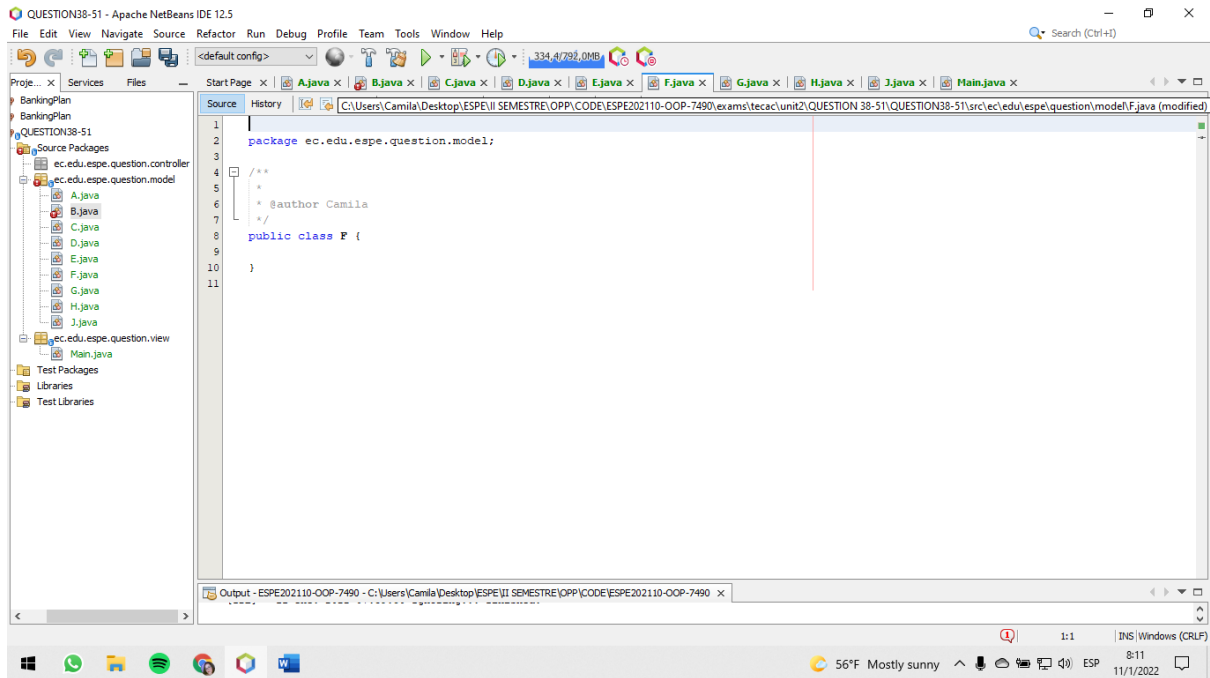 QUESTION38-51 - Apache NetBeans IDE 12.5
File Edit View Navigate Source Refactor Run Debug Profile Team Tools Window Help
Search (Ctrl+I)
<default config>
334,4/792,0MB
Proje... Services Files
Start Page A.java B.java C.java D.java E.java F.java G.java H.java J.java Main.java
Source History
C:\Users\Camila\Desktop\ESPE\II SEMESTRE\OPP\CODE\ESPE202110-OOP-7490\exams\tecac\unit2\QUESTION 38-51\QUESTION38-51\src\ec\edu\espe\question\model\F.java (modified)
BankingPlan
BankingPlan
QUESTION38-51
Source Packages
ec.edu.espe.question.controller
ec.edu.espe.question.model
A.java
B.java
C.java
D.java
E.java
F.java
G.java
H.java
J.java
ec.edu.espe.question.view
Main.java
Test Packages
Libraries
Test Libraries
1
2 package ec.edu.espe.question.model;
3
4 /**
5 *
6 * @author Camila
7 */
8 public class F {
9
10 }
11
Output - ESPE202110-OOP-7490 - C:\Users\Camila\Desktop\ESPE\II SEMESTRE\OPP\CODE\ESPE202110-OOP-7490
1 1:1 INS Windows (CRLF)
56°F Mostly sunny ESP 8:11
11/1/2022